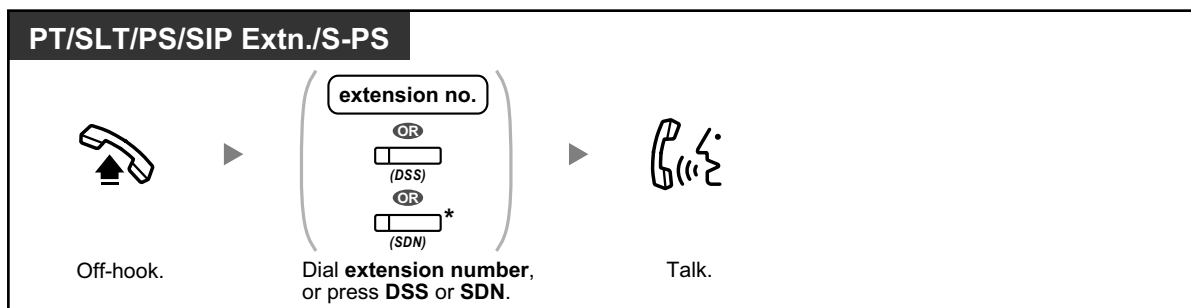 PT/SLT/PS/SIP Extn./S-PS
extension no.
OR
(DSS)
OR
*
(SDN)
Off-hook.
Dial extension number,
or press DSS or SDN.
Talk.